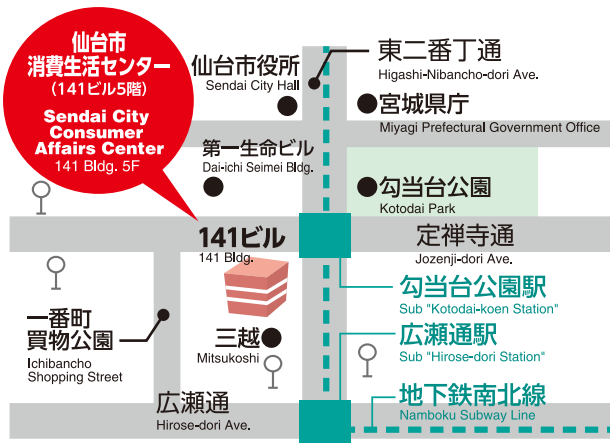 仙台市
消費生活センター
(141ビル5階)
Sendai City
Consumer
Affairs Center
141 Bldg. 5F
仙台市役所
Sendai City Hall
東二番丁通
Higashi-Nibancho-dori Ave.
宮城県庁
Miyagi Prefectural Government Office
第一生命ビル
Dai-ichi Seimei Bldg.
勾当台公園
Kotodai Park
141ビル
141 Bldg.
定禅寺通
Jozenji-dori Ave.
勾当台公園駅
Sub "Kotodai-koen Station"
一番町
買物公園
Ichibancho
Shopping Street
三越
Mitsukoshi
広瀬通駅
Sub "Hirose-dori Station"
広瀬通
Hirose-dori Ave.
地下鉄南北線
Namboku Subway Line